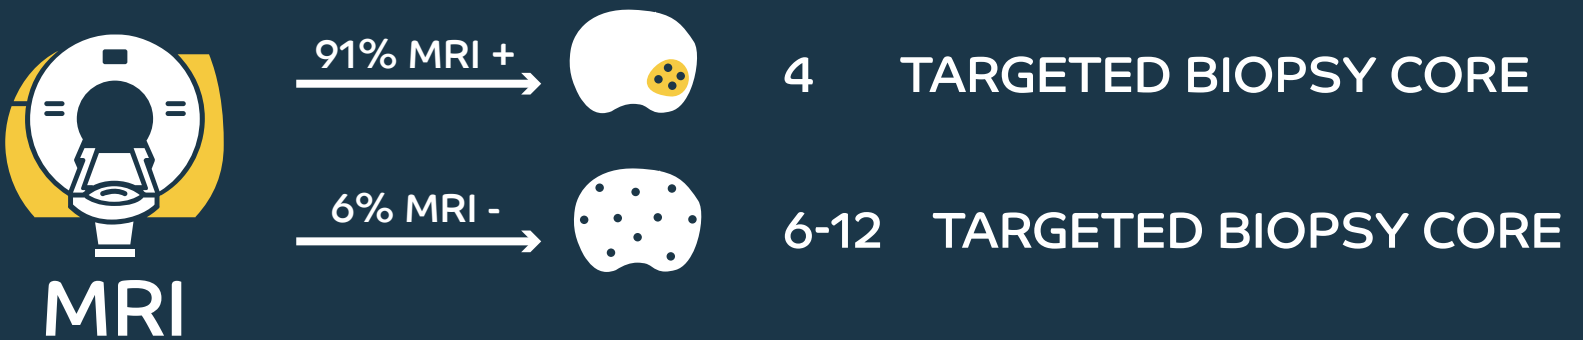 91% MRI +
4 TARGETED BIOPSY CORE
6% MRI -
6-12 TARGETED BIOPSY CORE
MRI